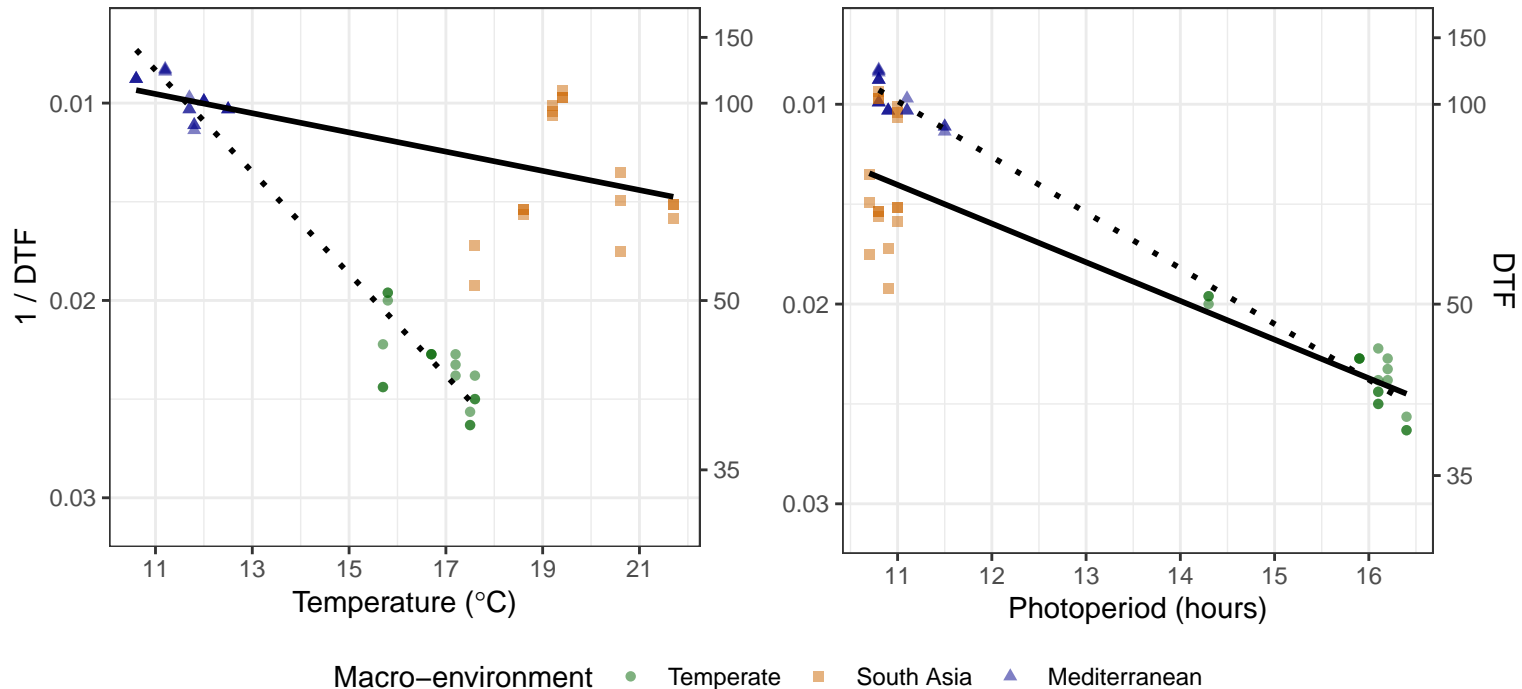 1 / DTF
0.01
0.02
0.03
150
100
50
35
11 13 15 17 19 21
Temperature (°C)
0.01
0.02
0.03
150
100
50
35
DTF
11 12 13 14 15 16
Photoperiod (hours)
Macro−environment Temperate South Asia Mediterranean